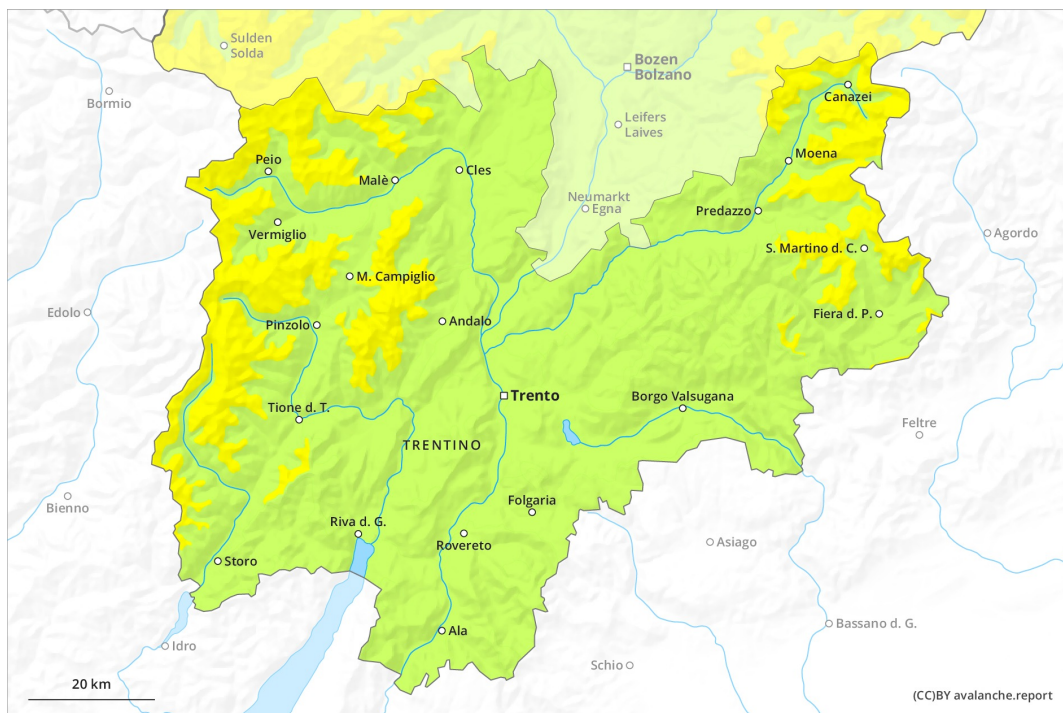 Sulden
Solda
Bozen
Bolzano
Bormio
Canazei
Leifers
Laives
Peio
Malè
Cles
Moena
Neumarkt
Egna
Predazzo
Vermiglio
Agordo
S. Martino d. C.
M. Campiglio
Edolo
Pinzolo
Andalo
Fiera d. P.
Trento
Borgo Valsugana
Tione d. T.
Feltre
TRENTINO
Bienno
Folgaria
Riva d. G.
Rovereto
Asiago
Storo
Ala
Bassano d. G.
Idro
Schio
20 km
(CC)BY avalanche.report